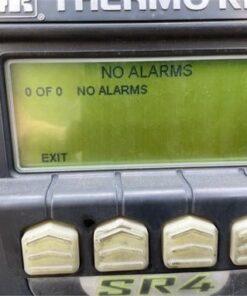 THERMO K
NO ALARMS
0 OF 0 NO ALARMS
EXIT
SR4